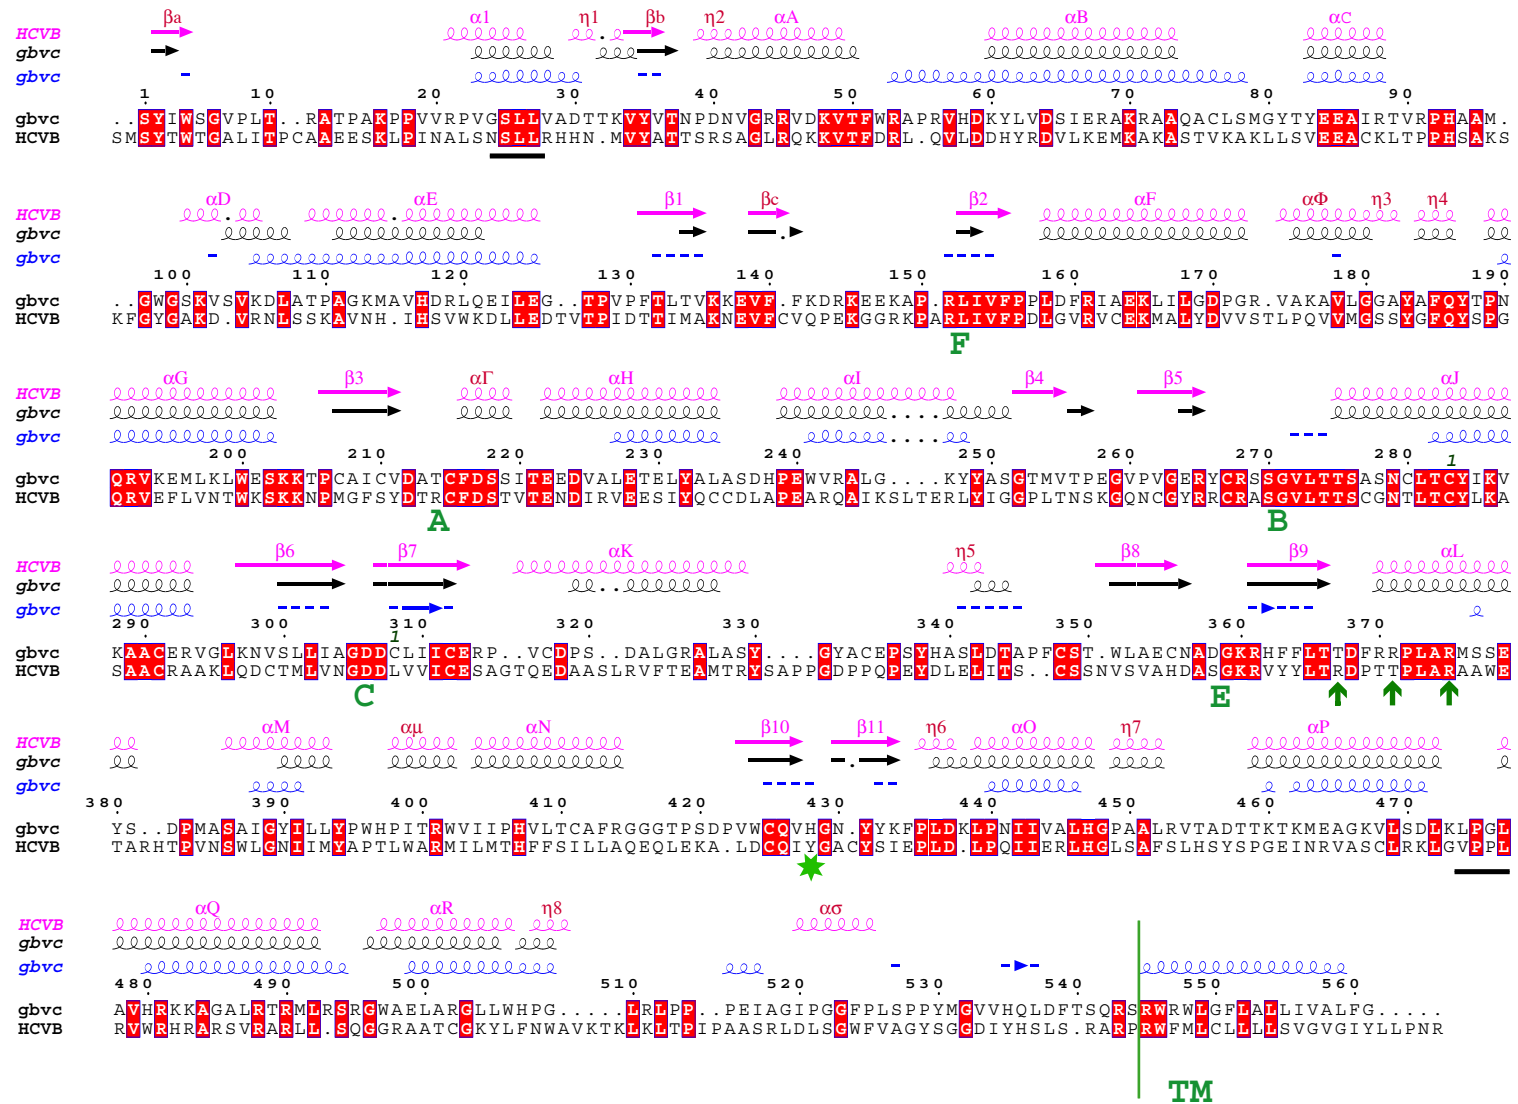 βa α1 η1 βb η2 αA αB αC
HCVB
gbvc
gbvc
1 10 20 30 40 50 60 70 80 90
gbvc ..SYIWSGVPLT..RATPAKPPVVRPVGSLLVADTTKVYVTNPDNVGRRVDKVTFWRAPRVHDKYLVDSIERAKRAAQACLSMGYTYEEAIRTVRPHAAM.
HCVB SMSYTWTGALITPCAAEESKLPINALSNSLLRHHN.MVYATTSRSAGLRQKKVTFDRL.QVLDDHYRDVLKEMKAKASTVKAKLLSVEEACKLTPPHSAKS
αD αE β1 βc β2 αF αΦ η3 η4
HCVB
gbvc
gbvc
100 110 120 130 140 150 160 170 180 190
gbvc ..GWGSKVSVKDLATPAGKMAVHDRLQEILEG..TPVPFTLTVKKEVF.FKDRKEEKAP.RLIVFPPLDFRIAEKLILGDPGR.VAKAVLGGAYAFQYTPN
HCVB KFGYGAKD.VRNLSSKAVNH.IHSVWKDLLEDTVTPIDTTIMAKNEVFCVQPEKGGRKPARLIVFPDLGVRVCEKMALYDVVSTLPQVVMGSSYGFQYSPG
F
αG β3 αΓ αH αI β4 β5 αJ
HCVB
gbvc
gbvc
200 210 220 230 240 250 260 270 280 1
gbvc QRVKEMLKLWESKKTPCAICVDATCFDSSITEEDVALETELYALASDHPEWVRALG....KYYASGTMVTPEGVPVGERYCRSSGVLTTSASNCLTCYIKV
HCVB QRVEFLVNTWKSKKNPMGFSYDTRCFDSTVTENDIRVEESIYQCCDLAPEARQAIKSLTERLYIGGPLTNSKGQNCGYRRCRASGVLTTSCGNTLTCYLKA
A B
β6 β7 αK η5 β8 β9 αL
HCVB
gbvc
gbvc
290 300 1 310 320 330 340 350 360 370
gbvc KAACERVGLKNVSLLIAGDDCLIICERP..VCDPS..DALGRALASY....GYACEPSYHASLDTAPFCST.WLAECNADGKRHFFLTTDFRRPLARMSSE
HCVB SAACRAAKLQDCTMLVNGDDLVVICESAGTQEDAASLRVFTEAMTRYSAPPGDPPQPEYDLELITS..CSSNVSVAHDASGKRVYYLTRDPTTPLARAAWE
C E
αM αμ αN β10 β11 η6 αO η7 αP
HCVB
gbvc
gbvc
380 390 400 410 420 430 440 450 460 470
gbvc YS..DPMASAIGYILLYPWHPITRWVIIPHVLTCAFRGGGTPSDPVWCQVHGN.YYKFPLDKLPNIIVALHGPAALRVTADTTKTKMEAGKVLSDLKLPGL
HCVB TARHTPVNSWLGNIIMYAPTLWARMILMTHFFSILLAQEQLEKA.LDCQIYGACYSIEPLD.LPQIIERLHGLSAFSLHSYSPGEINRVASCLRKLGVPPL
αQ αR η8 ασ
HCVB
gbvc
gbvc
480 490 500 510 520 530 540 550 560
gbvc AVHRKKAGALRTRMLRSRGWAELARGLLWHPG.....LRLPP..PEIAGIPGGFPLSPPYMGVVHQLDFTSQRSRWRWLGFLALLIVALFG.....
HCVB RVWRHRARSVRARLL.SQGGRAATCGKYLFNWAVKTKLKLTPIPAASRLDLSGWFVAGYSGGDIYHSLS.RARPRWFMLCLLLLSVGVGIYLLPNR
TM